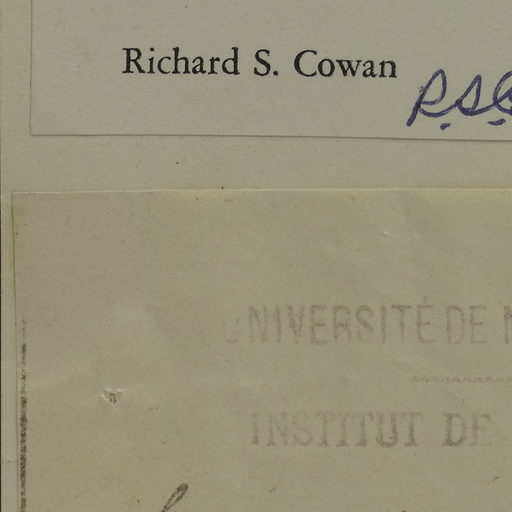 Richard S. Cowan
R.S.C
UNIVERSITÉ DE
INSTITUT DE